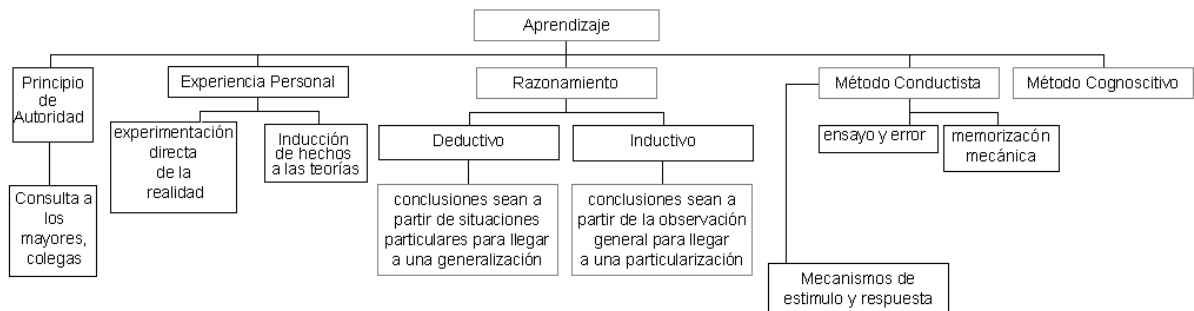 Aprendizaje
Principio
de
Autoridad
Experiencia Personal
Razonamiento
Método Conductista
Método Cognoscitivo
experimentación
directa
de la
realidad
Inducción
de hechos
a las teorías
Deductivo
Inductivo
ensayo y error
memorizacón
mecánica
Consulta a
los
mayores,
colegas
conclusiones sean a
partir de situaciones
particulares para llegar
a una generalización
conclusiones sean a
partir de la observación
general para llegar
a una particularización
Mecanismos de
estimulo y respuesta